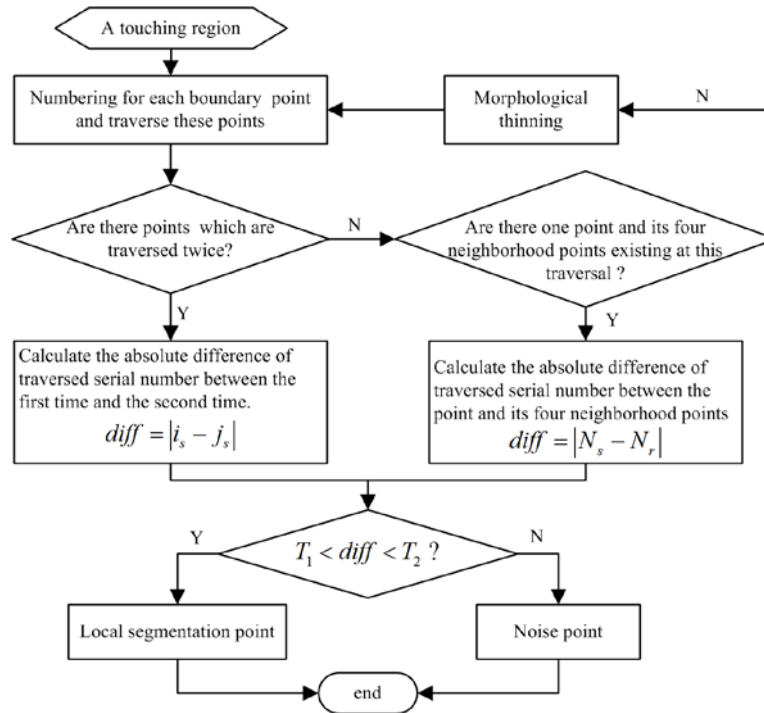 A touching region
Numbering for each boundary point
and traverse these points
Morphological
thinning
N
Are there points which are
traversed twice?
N
Are there one point and its four
neighborhood points existing at this
traversal ?
Y
Y
Calculate the absolute difference of
traversed serial number between the
first time and the second time.
diff = |i_s − j_s|
Calculate the absolute difference of
traversed serial number between the
point and its four neighborhood points
diff = |N_s − N_r|
Y
T_1 < diff < T_2 ?
N
Local segmentation point
Noise point
end